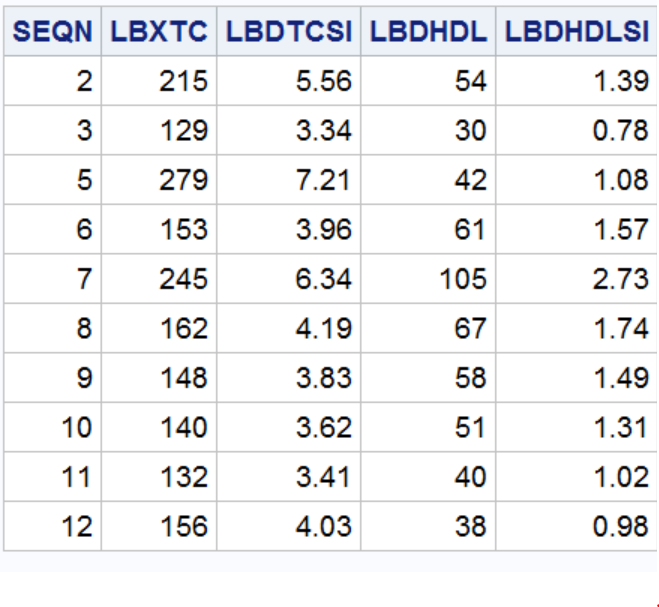 SEQN LBXTC LBDTCSI LBDHDL LBDHDLSI
2 215 5.56 54 1.39
3 129 3.34 30 0.78
5 279 7.21 42 1.08
6 153 3.96 61 1.57
7 245 6.34 105 2.73
8 162 4.19 67 1.74
9 148 3.83 58 1.49
10 140 3.62 51 1.31
11 132 3.41 40 1.02
12 156 4.03 38 0.98